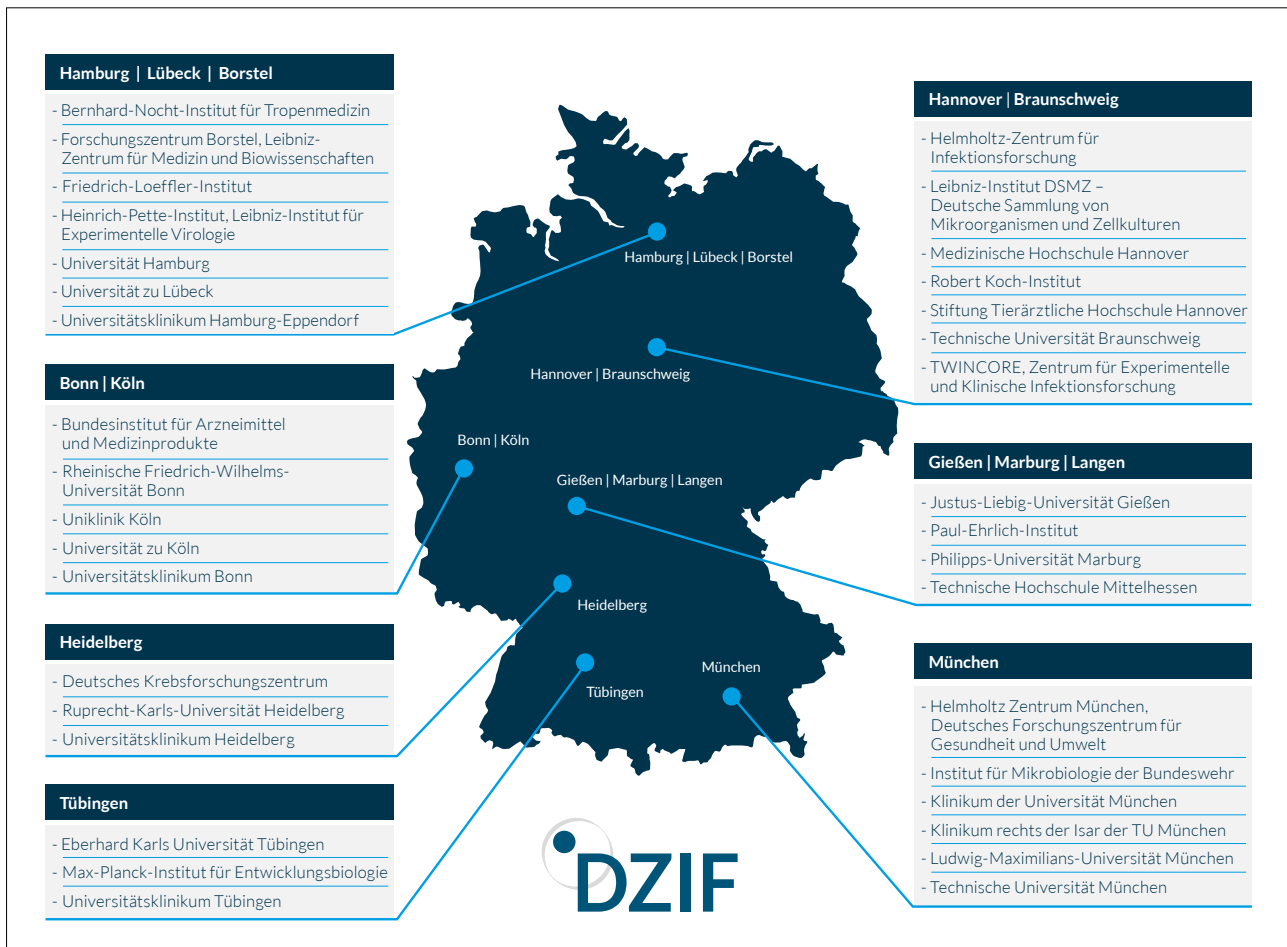 Hamburg | Lübeck | Borstel
- Bernhard-Nocht-Institut für Tropenmedizin
- Forschungszentrum Borstel, Leibniz-
Zentrum für Medizin und Biowissenschaften
- Friedrich-Loeffler-Institut
- Heinrich-Pette-Institut, Leibniz-Institut für
Experimentelle Virologie
- Universität Hamburg
- Universität zu Lübeck
- Universitätsklinikum Hamburg-Eppendorf
Bonn | Köln
- Bundesinstitut für Arzneimittel
und Medizinprodukte
- Rheinische Friedrich-Wilhelms-
Universität Bonn
- Uniklinik Köln
- Universität zu Köln
- Universitätsklinikum Bonn
Heidelberg
- Deutsches Krebsforschungszentrum
- Ruprecht-Karls-Universität Heidelberg
- Universitätsklinikum Heidelberg
Tübingen
- Eberhard Karls Universität Tübingen
- Max-Planck-Institut für Entwicklungsbiologie
- Universitätsklinikum Tübingen
Hamburg | Lübeck | Borstel
Hannover | Braunschweig
Bonn | Köln
Gießen | Marburg | Langen
Heidelberg
München
Tübingen
DZIF
Hannover | Braunschweig
- Helmholtz-Zentrum für
Infektionsforschung
- Leibniz-Institut DSMZ –
Deutsche Sammlung von
Mikroorganismen und Zellkulturen
- Medizinische Hochschule Hannover
- Robert Koch-Institut
- Stiftung Tierärztliche Hochschule Hannover
- Technische Universität Braunschweig
- TWINCORE, Zentrum für Experimentelle
und Klinische Infektionsforschung
Gießen | Marburg | Langen
- Justus-Liebig-Universität Gießen
- Paul-Ehrlich-Institut
- Philipps-Universität Marburg
- Technische Hochschule Mittelhessen
München
- Helmholtz Zentrum München,
Deutsches Forschungszentrum für
Gesundheit und Umwelt
- Institut für Mikrobiologie der Bundeswehr
- Klinikum der Universität München
- Klinikum rechts der Isar der TU München
- Ludwig-Maximilians-Universität München
- Technische Universität München